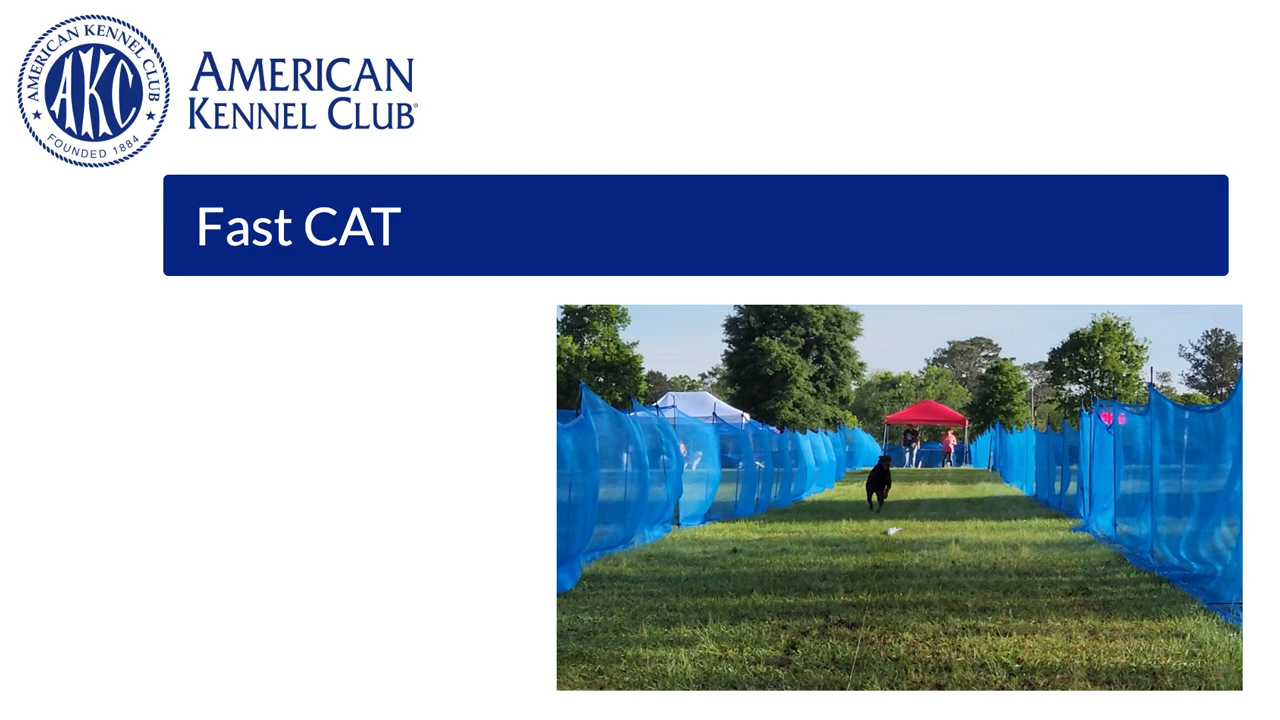 AMERICAN KENNEL CLUB
AKC
FOUNDED 1884
AMERICAN
KENNEL CLUB®
Fast CAT